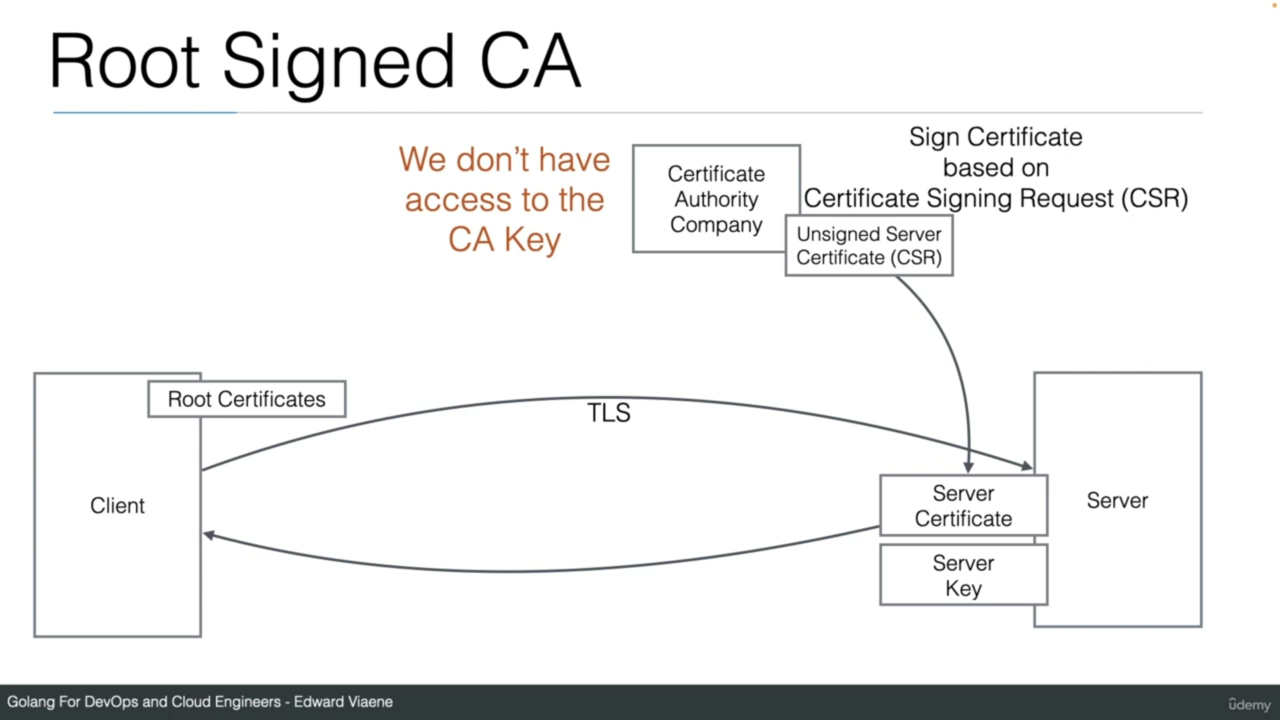 Root Signed CA
We don't have
access to the
CA Key
Certificate
Authority
Company
Sign Certificate
based on
Certificate Signing Request (CSR)
Unsigned Server
Certificate (CSR)
Root Certificates
TLS
Client
Server
Certificate
Server
Key
Server
Golang For DevOps and Cloud Engineers - Edward Viaene
ûdemy